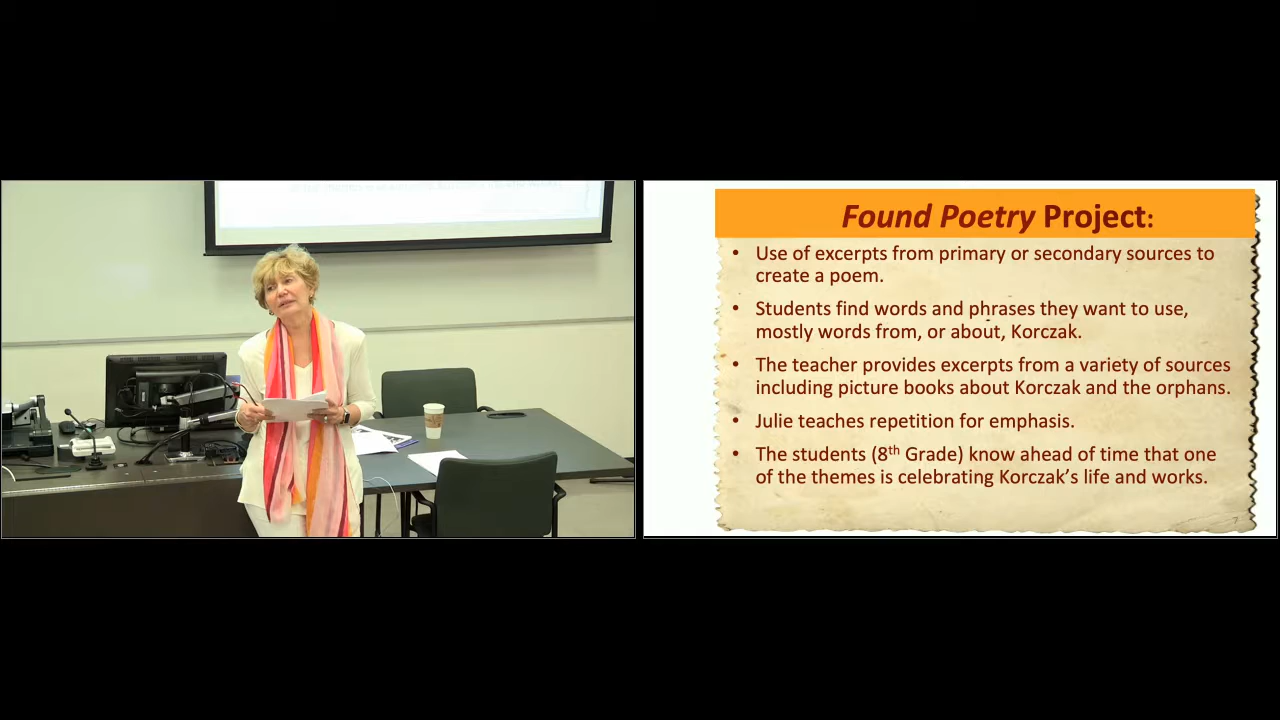 Found Poetry Project:
• Use of excerpts from primary or secondary sources to
create a poem.
• Students find words and phrases they want to use,
mostly words from, or about, Korczak.
• The teacher provides excerpts from a variety of sources
including picture books about Korczak and the orphans.
• Julie teaches repetition for emphasis.
• The students (8th Grade) know ahead of time that one
of the themes is celebrating Korczak's life and works.